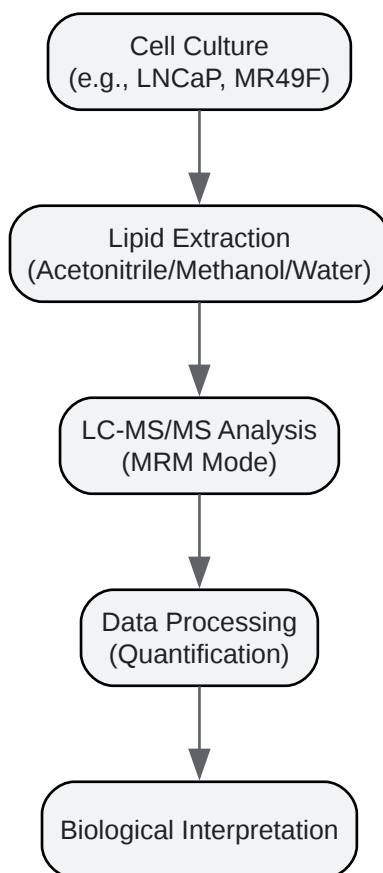 Cell Culture
(e.g., LNCaP, MR49F)
Lipid Extraction
(Acetonitrile/Methanol/Water)
LC-MS/MS Analysis
(MRM Mode)
Data Processing
(Quantification)
Biological Interpretation